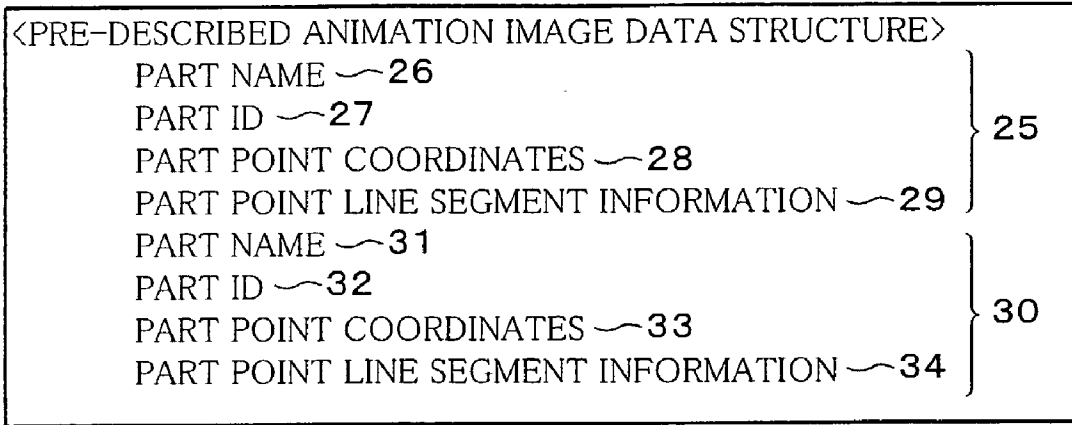 <PRE-DESCRIBED ANIMATION IMAGE DATA STRUCTURE>
PART NAME 26
PART ID 27
PART POINT COORDINATES 28
PART POINT LINE SEGMENT INFORMATION 29
25
PART NAME 31
PART ID 32
PART POINT COORDINATES 33
PART POINT LINE SEGMENT INFORMATION 34
30